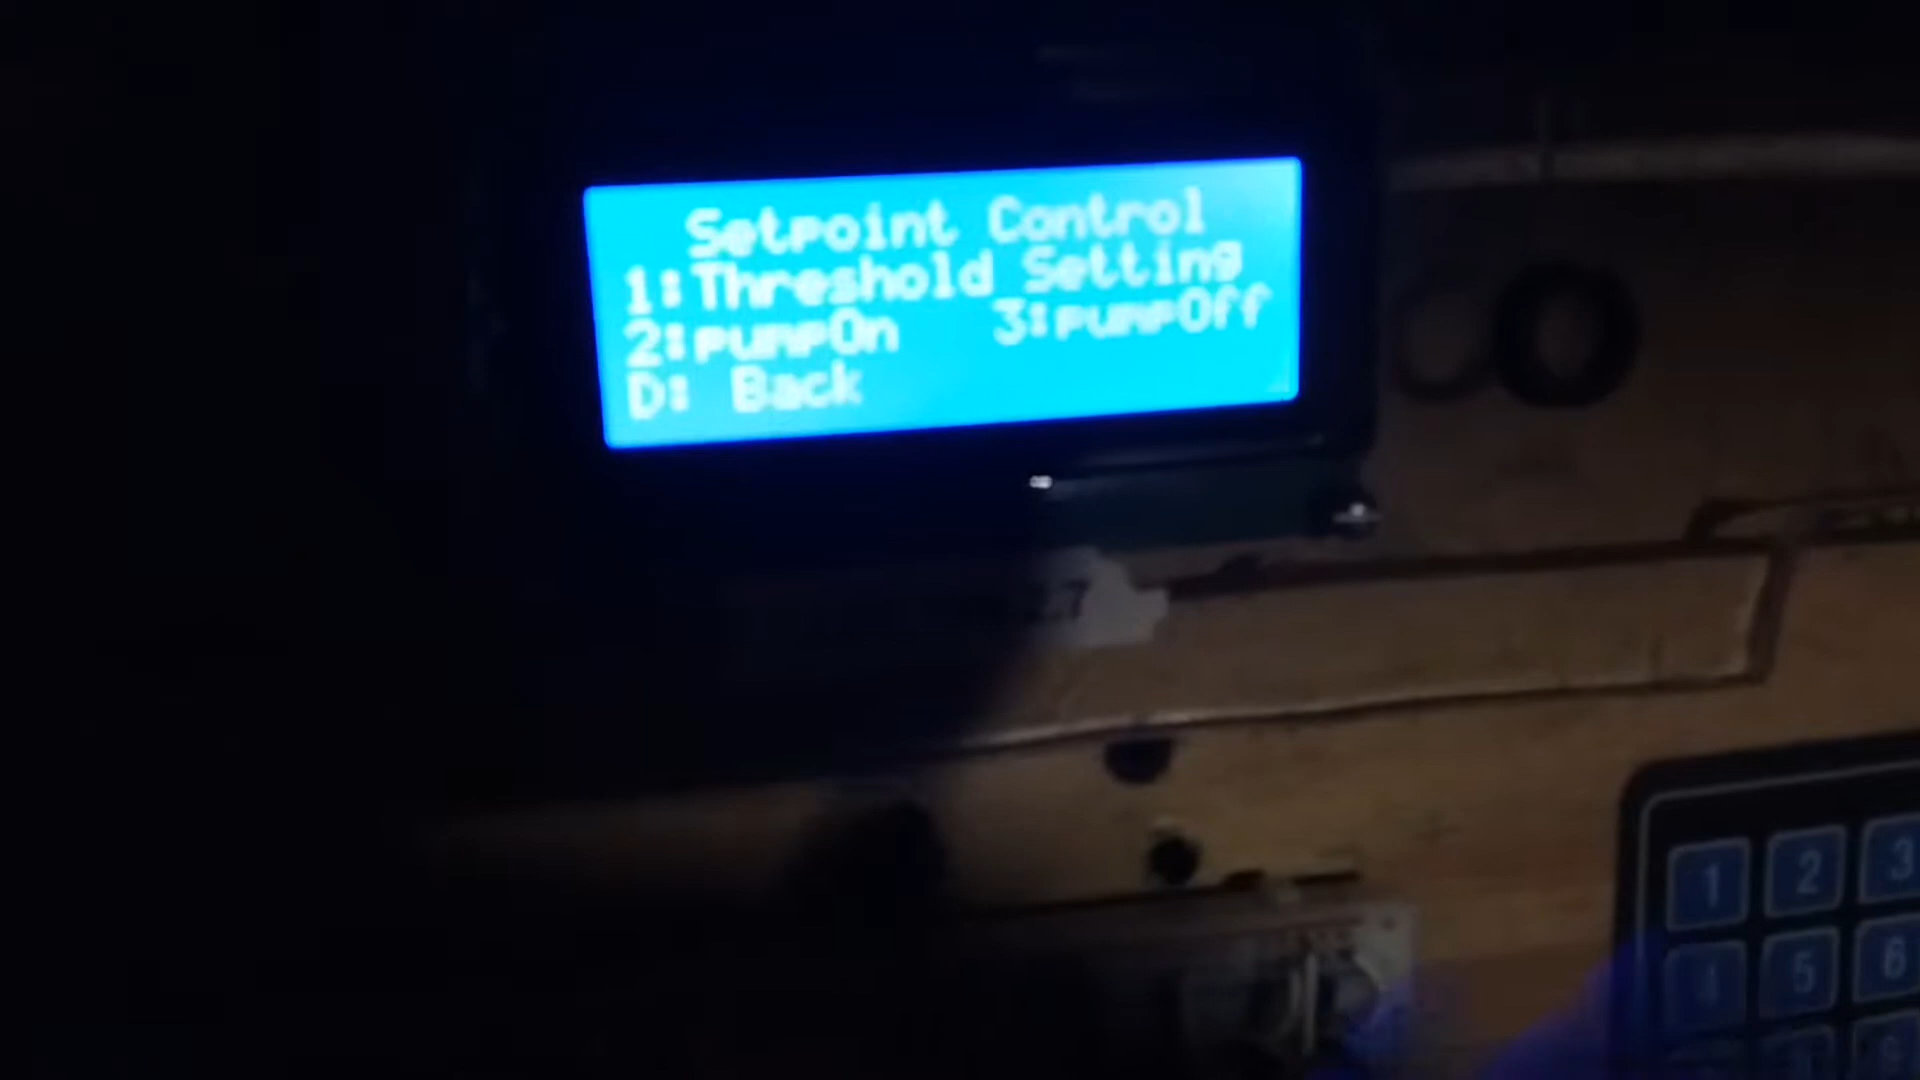 Setpoint Control
1:Threshold Setting
2:pumpOn 3:pumpOff
D: Back
1 2 3
4 5 6